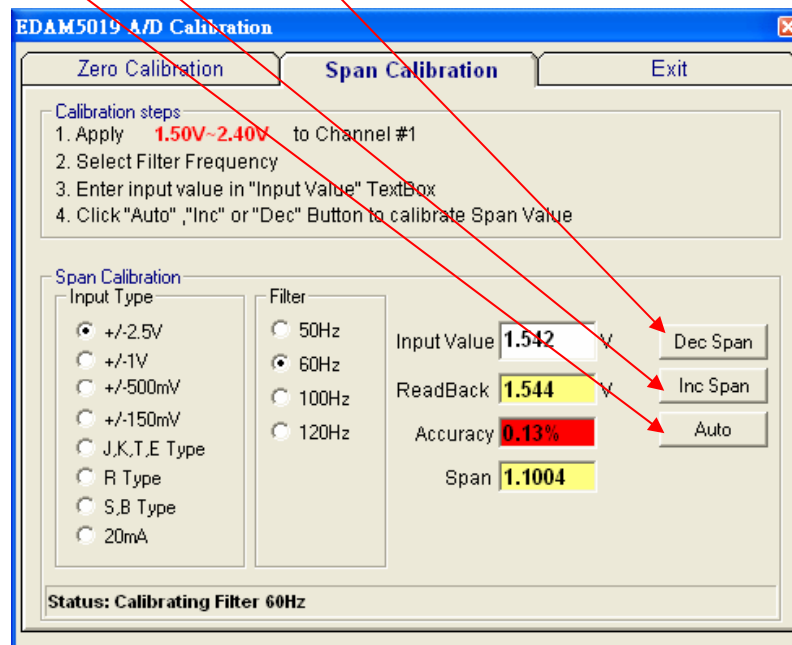 EDAM5019 A/D Calibration
Zero Calibration Span Calibration Exit
Calibration steps
1. Apply 1.50V~2.40V to Channel #1
2. Select Filter Frequency
3. Enter input value in "Input Value" TextBox
4. Click "Auto" ,"Inc" or "Dec" Button to calibrate Span Value
Span Calibration
Input Type
+/-2.5V
+/-1V
+/-500mV
+/-150mV
J,K,T,E Type
R Type
S,B Type
20mA
Filter
50Hz
60Hz
100Hz
120Hz
Input Value 1.542 V
ReadBack 1.544 V
Accuracy 0.13%
Span 1.1004
Dec Span
Inc Span
Auto
Status: Calibrating Filter 60Hz